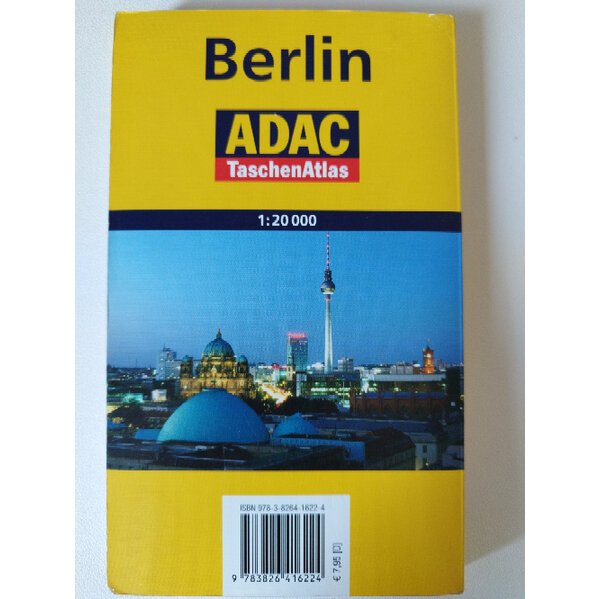 Berlin
ADAC
TaschenAtlas
1:20 000
ISBN 978-3-8264-1622-4
9 783826 416224
€ 7,95 [D]